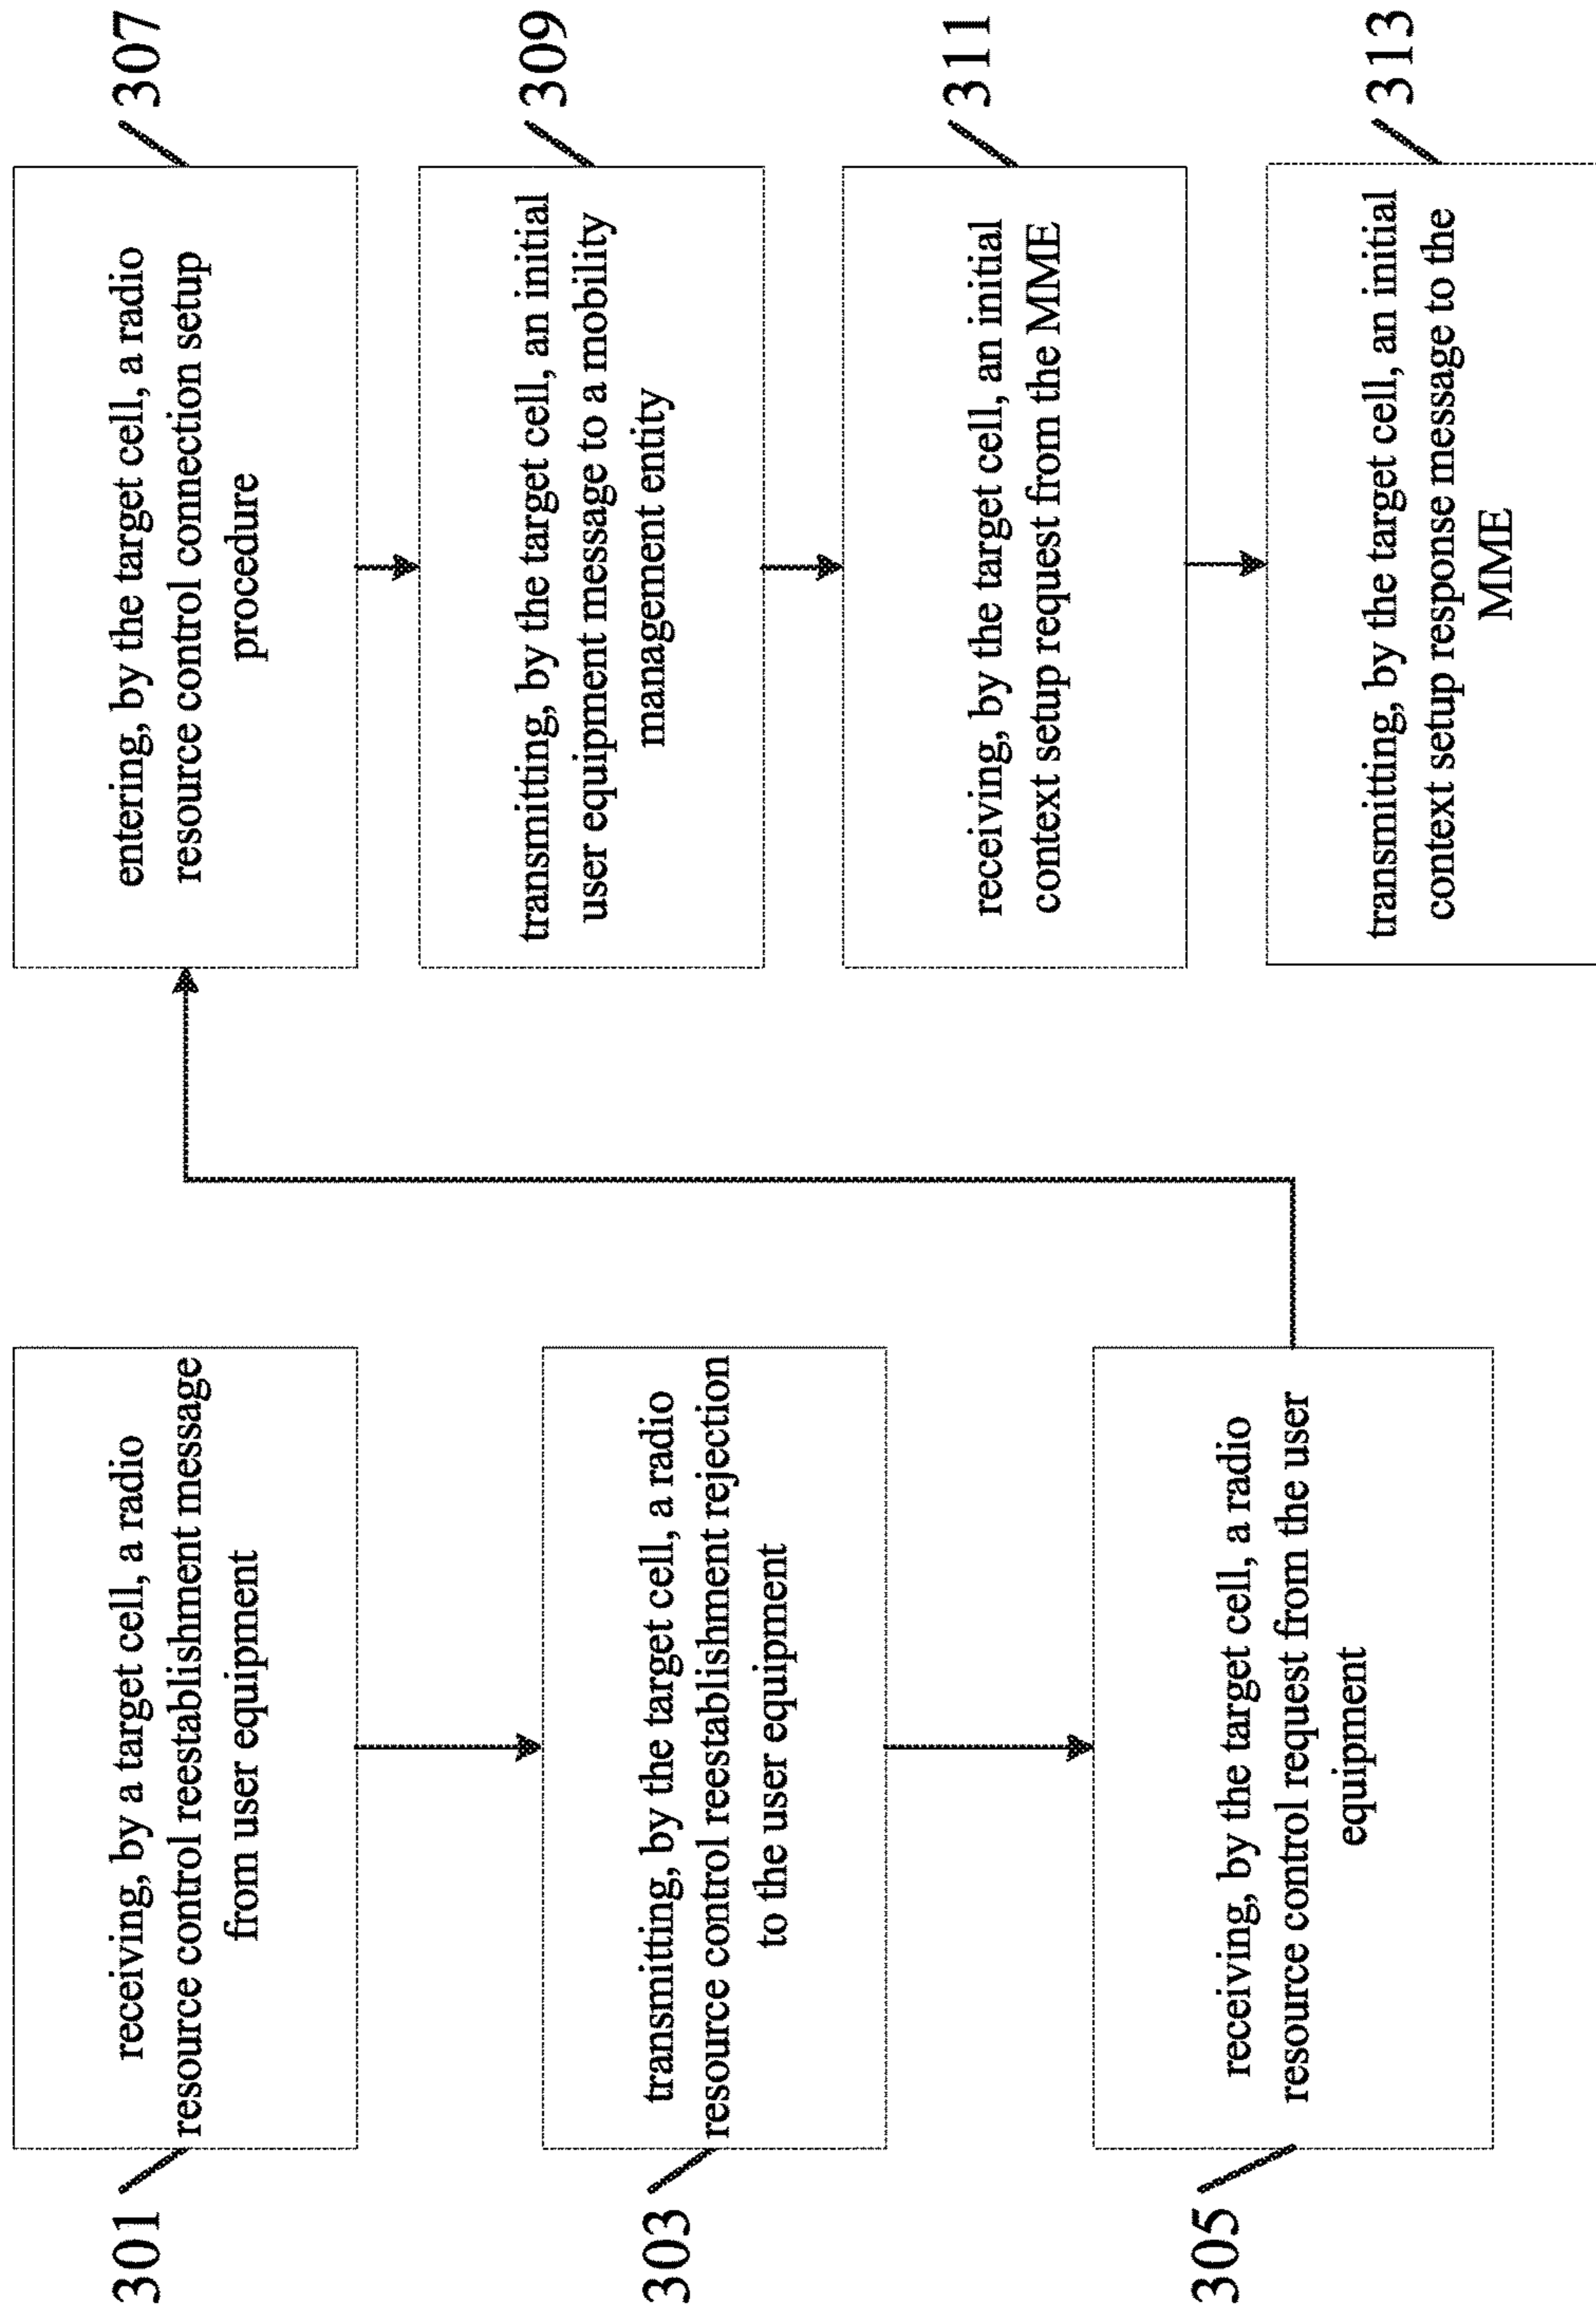 301
receiving, by a target cell, a radio
resource control reestablishment message
from user equipment
303
transmitting, by the target cell, a radio
resource control reestablishment rejection
to the user equipment
305
receiving, by the target cell, a radio
resource control request from the user
equipment
307
entering, by the target cell, a radio
resource control connection setup
procedure
309
transmitting, by the target cell, an initial
user equipment message to a mobility
management entity
311
receiving, by the target cell, an initial
context setup request from the MME
313
transmitting, by the target cell, an initial
context setup response message to the
MME